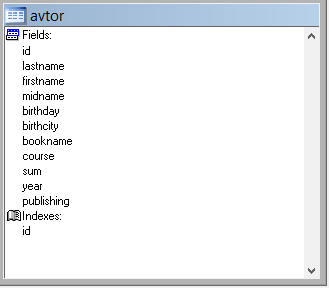 avtor
Fields:
id
lastname
firstname
midname
birthday
birthcity
bookname
course
sum
year
publishing
Indexes:
id